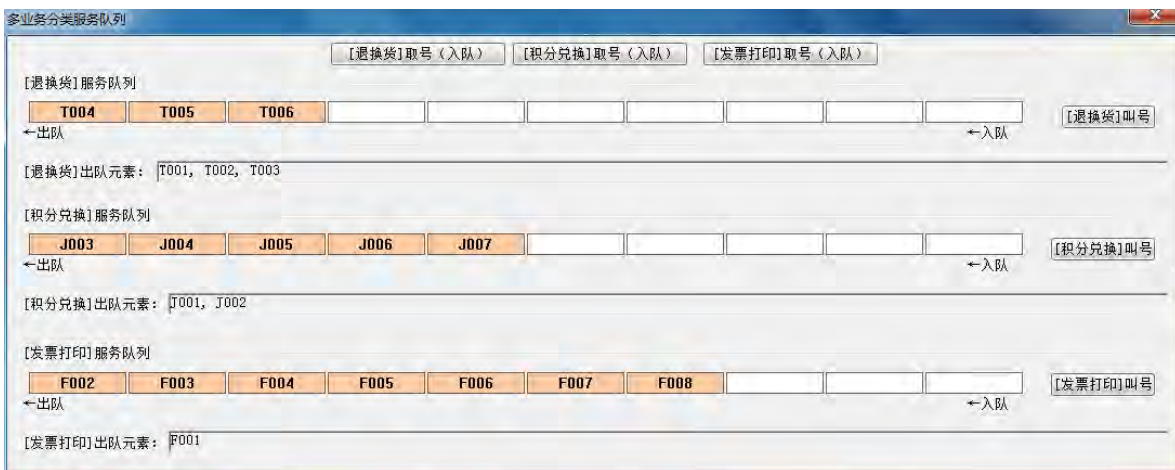 多业务分类服务队列
[退换货]取号（入队） [积分兑换]取号（入队） [发票打印]取号（入队）
[退换货]服务队列
T004 T005 T006 [退换货]叫号
←出队 ←入队
[退换货]出队元素： T001, T002, T003
[积分兑换]服务队列
J003 J004 J005 J006 J007 [积分兑换]叫号
←出队 ←入队
[积分兑换]出队元素： J001, J002
[发票打印]服务队列
F002 F003 F004 F005 F006 F007 F008 [发票打印]叫号
←出队 ←入队
[发票打印]出队元素： F001